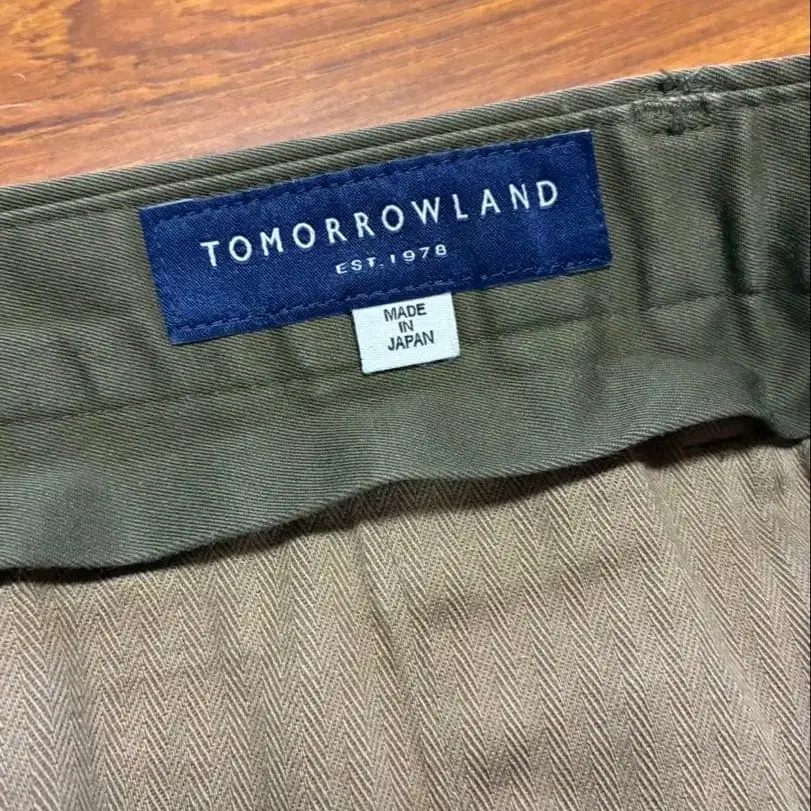 TOMORROWLAND
EST. 1978
MADE
IN
JAPAN